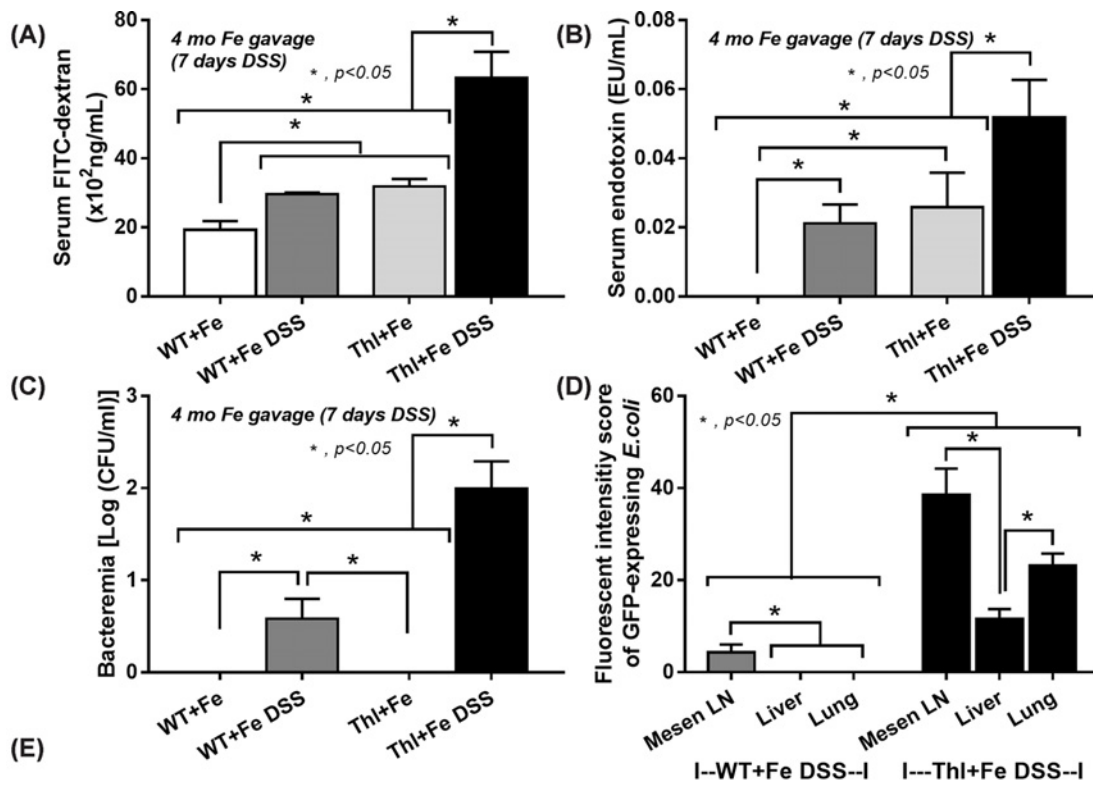 (A)
4 mo Fe gavage
(7 days DSS)
*, p<0.05
*
*
*
Serum FITC-dextran
(x10²ng/mL)
80
60
40
20
0
WT+Fe
WT+Fe DSS
Thl+Fe
Thl+Fe DSS
(B)
4 mo Fe gavage (7 days DSS)
*, p<0.05
*
*
*
*
Serum endotoxin (EU/mL)
0.08
0.06
0.04
0.02
0.00
WT+Fe
WT+Fe DSS
Thl+Fe
Thl+Fe DSS
(C)
4 mo Fe gavage (7 days DSS)
*, p<0.05
*
*
*
*
Bacteremia [Log (CFU/ml)]
3
2
1
0
WT+Fe
WT+Fe DSS
Thl+Fe
Thl+Fe DSS
(D)
*, p<0.05
*
*
*
*
Fluorescent intensitiy score
of GFP-expressing E.coli
60
40
20
0
Mesen LN
Liver
Lung
Mesen LN
Liver
Lung
I--WT+Fe DSS--I
I---Thl+Fe DSS--I
(E)